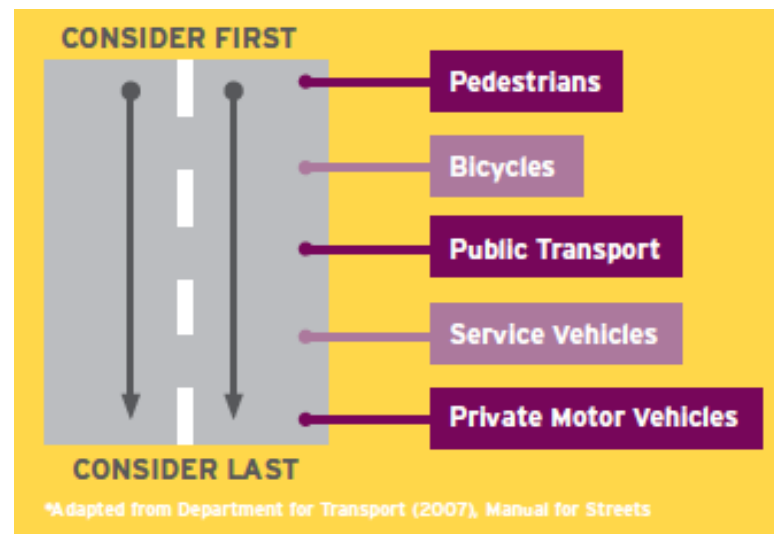 CONSIDER FIRST
Pedestrians
Bicycles
Public Transport
Service Vehicles
Private Motor Vehicles
CONSIDER LAST
*Adapted from Department for Transport (2007), Manual for Streets